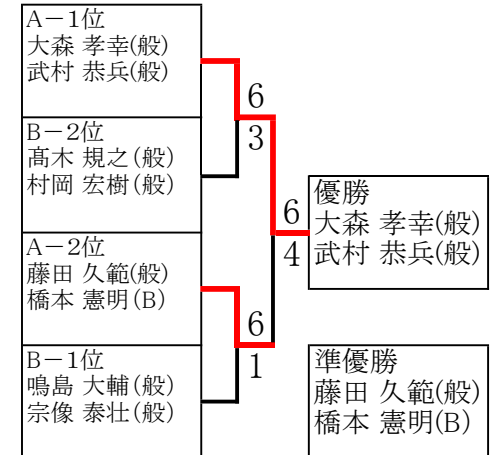 A－1位
大森 孝幸(般)
武村 恭兵(般)
6
3
B－2位
髙木 規之(般)
村岡 宏樹(般)
6
4
優勝
大森 孝幸(般)
武村 恭兵(般)
A－2位
藤田 久範(般)
橋本 憲明(B)
6
1
B－1位
鳴島 大輔(般)
宗像 泰壮(般)
準優勝
藤田 久範(般)
橋本 憲明(B)